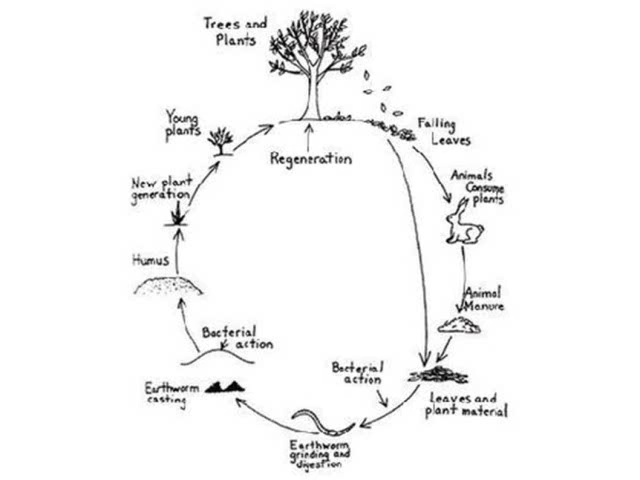 Trees and
Plants
Falling
Leaves
Young
plants
Regeneration
Animals
Consume
plants
New plant
generation
Humus
Animal
Manure
Bacterial
action
Bacterial
action
Earthworm
casting
Leaves and
plant material
Earthworm
grinding and
digestion